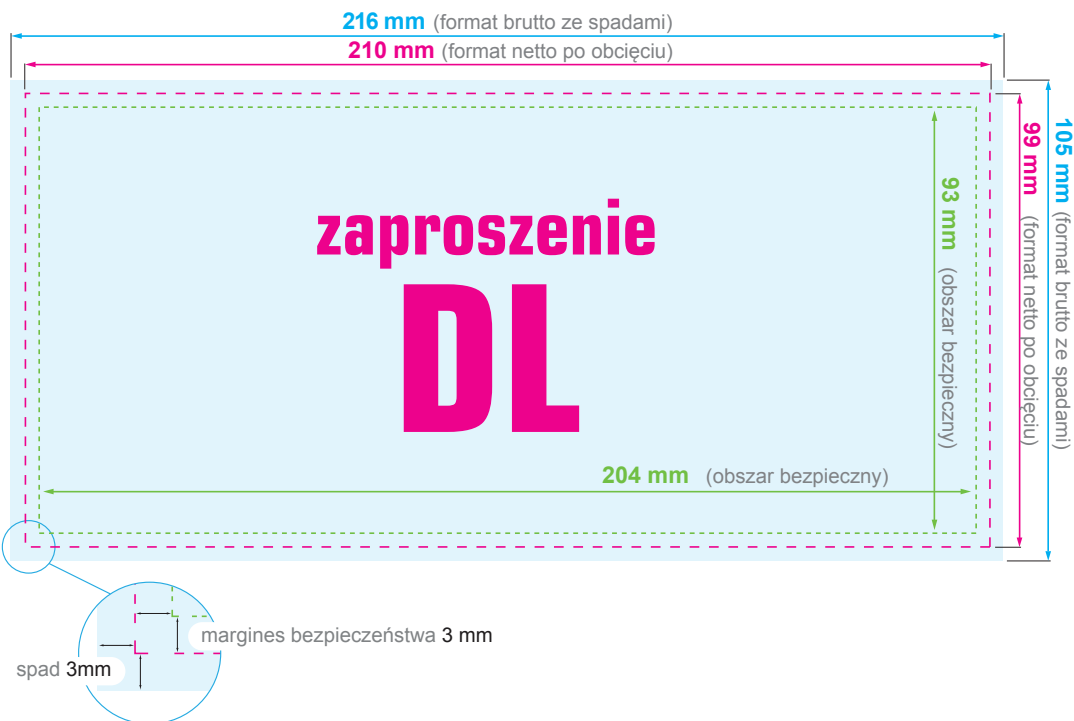 216 mm (format brutto ze spadami)
210 mm (format netto po obcięciu)
105 mm (format brutto ze spadami)
99 mm (format netto po obcięciu)
93 mm (obszar bezpieczny)
zaproszenie
DL
204 mm (obszar bezpieczny)
margines bezpieczeństwa 3 mm
spad 3mm